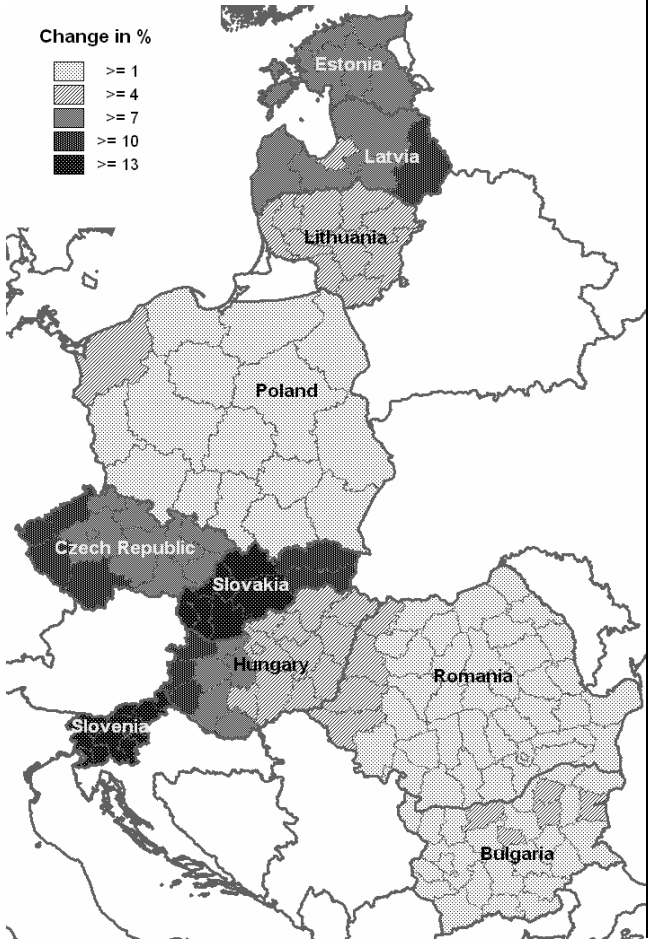 Change in %
>= 1
>= 4
>= 7
>= 10
>= 13
Estonia
Latvia
Lithuania
Poland
Czech Republic
Slovakia
Hungary
Romania
Slovenia
Bulgaria